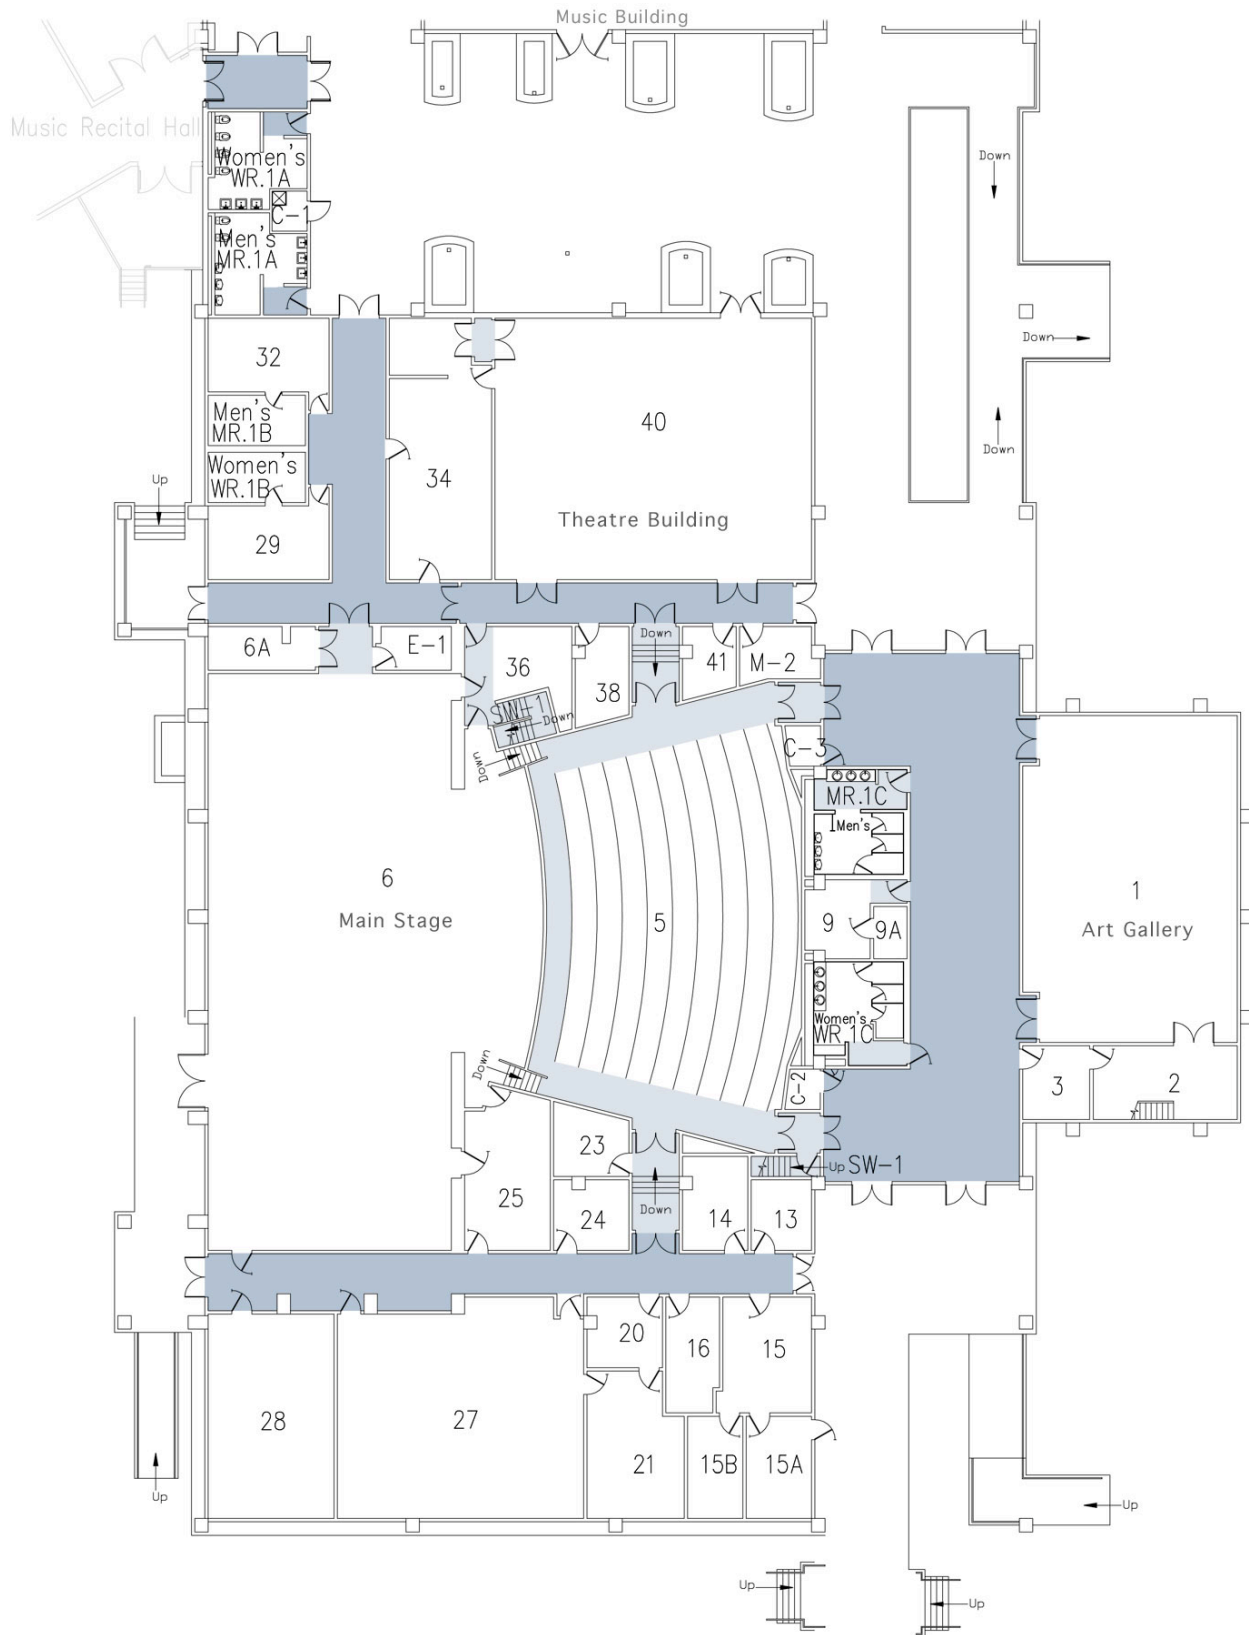 Music Building
Music Recital Hall
Down
Women's
WR.1A
C-1
Men's
MR.1A
Down
32
Men's
MR.1B
40
Down
Women's
WR.1B
34
Up
Theatre Building
29
6A
E-1
36
Down
38
41
M-2
SW-1
Down
Down
C-3
MR.1C
Men's
6
Main Stage
5
9
9A
1
Art Gallery
Women's
WR.1C
Down
C-2
3
2
23
Up
SW-1
25
24
Down
14
13
20
16
15
28
27
21
15B
15A
Up
Up
Up
Up